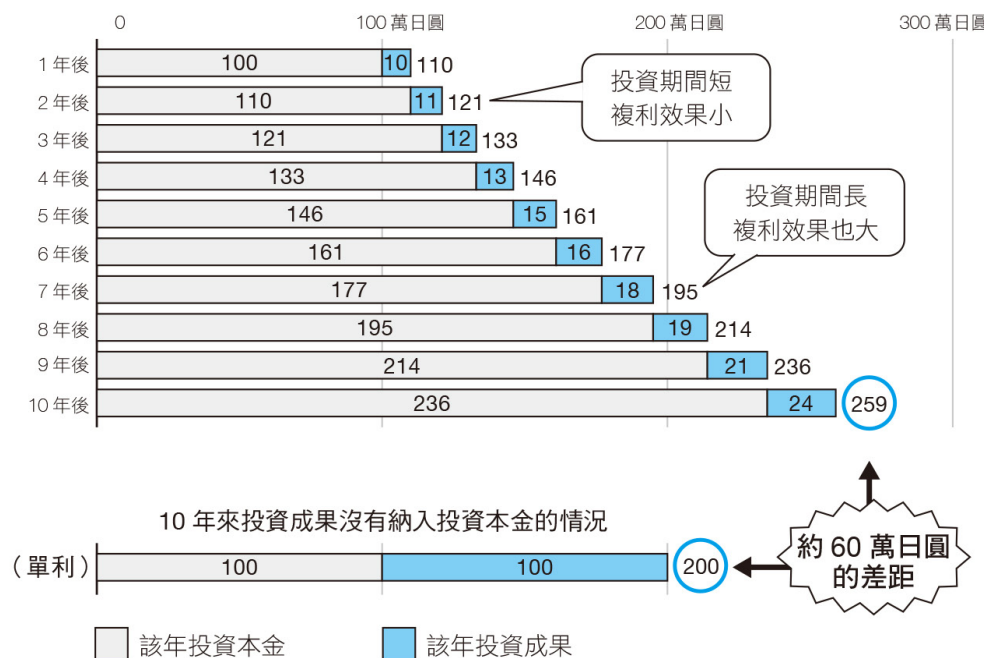 0 100 萬日圓 200 萬日圓 300 萬日圓
1 年後 100 10 110
2 年後 110 11 121
3 年後 121 12 133
4 年後 133 13 146
5 年後 146 15 161
6 年後 161 16 177
7 年後 177 18 195
8 年後 195 19 214
9 年後 214 21 236
10 年後 236 24 259
投資期間短
複利效果小
投資期間長
複利效果也大
10 年來投資成果沒有納入投資本金的情況
（單利） 100 100 200
約 60 萬日圓
的差距
該年投資本金 該年投資成果